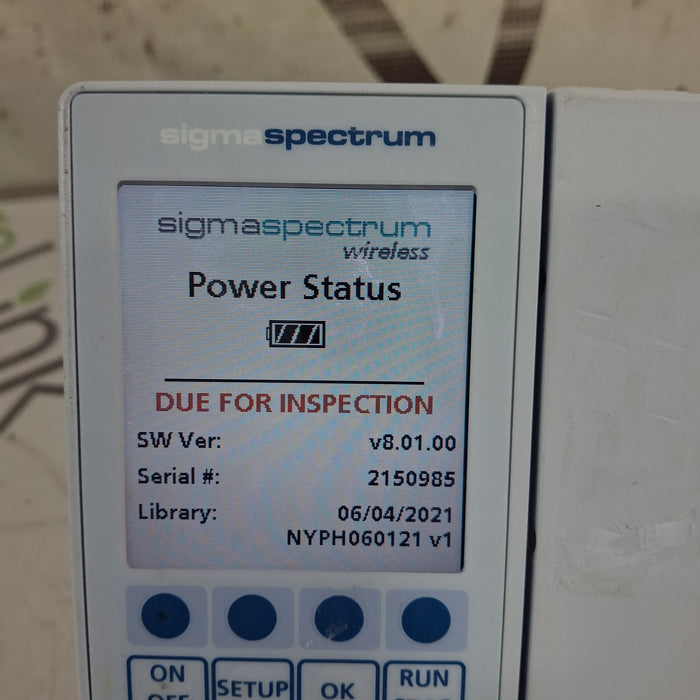 sigmaspectrum
sigmaspectrum
wireless
Power Status
DUE FOR INSPECTION
SW Ver: v8.01.00
Serial #: 2150985
Library: 06/04/2021
NYPH060121 v1
ON SETUP OK RUN
OFF